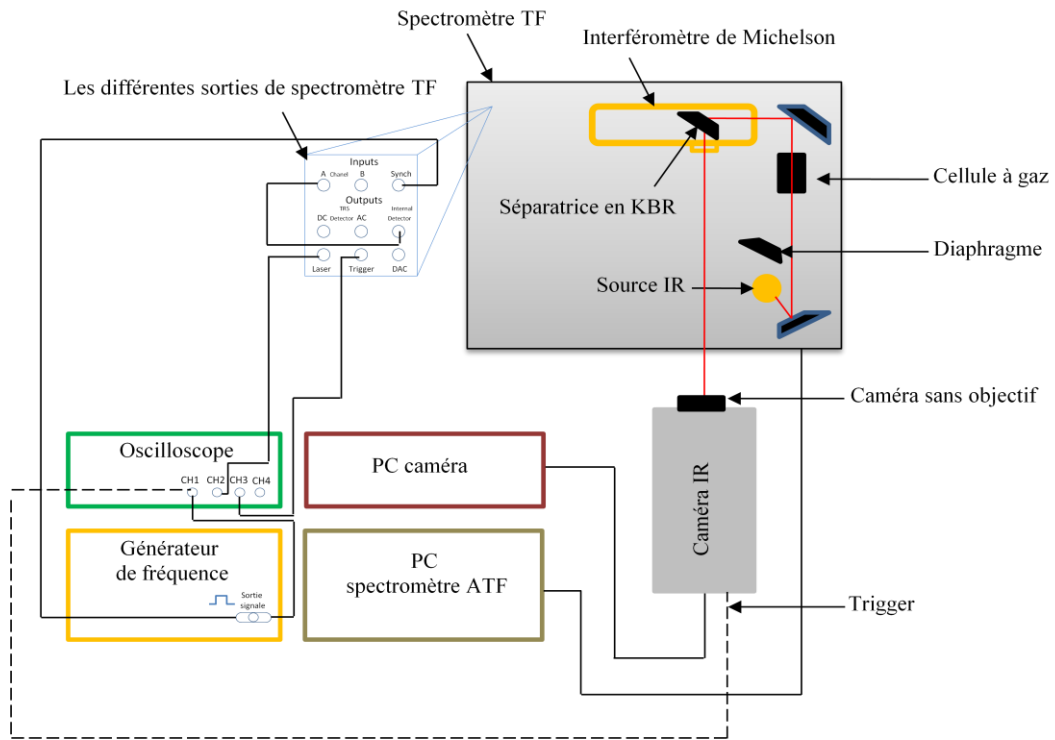 Spectromètre TF
Interféromètre de Michelson
Les différentes sorties de spectromètre TF
Inputs
A Chanel B Synch
Outputs
TRS Internal
DC Detector AC Detector
Laser Trigger DAC
Séparatrice en KBR
Cellule à gaz
Diaphragme
Source IR
Caméra sans objectif
Oscilloscope
CH1 CH2 CH3 CH4
PC caméra
Caméra IR
Générateur
de fréquence
Sortie
signale
PC
spectromètre ATF
Trigger